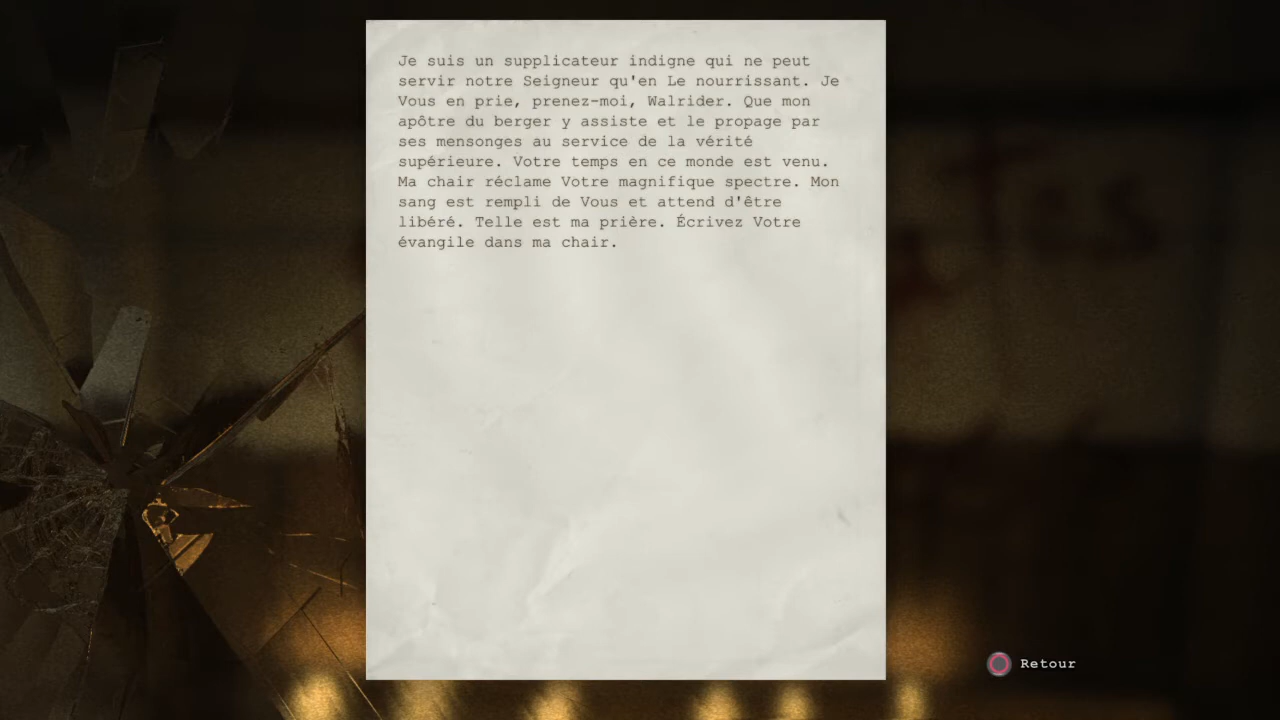 Je suis un supplicateur indigne qui ne peut
servir notre Seigneur qu'en Le nourrissant. Je
Vous en prie, prenez-moi, Walrider. Que mon
apôtre du berger y assiste et le propage par
ses mensonges au service de la vérité
supérieure. Votre temps en ce monde est venu.
Ma chair réclame Votre magnifique spectre. Mon
sang est rempli de Vous et attend d'être
libéré. Telle est ma prière. Écrivez Votre
évangile dans ma chair.
Retour